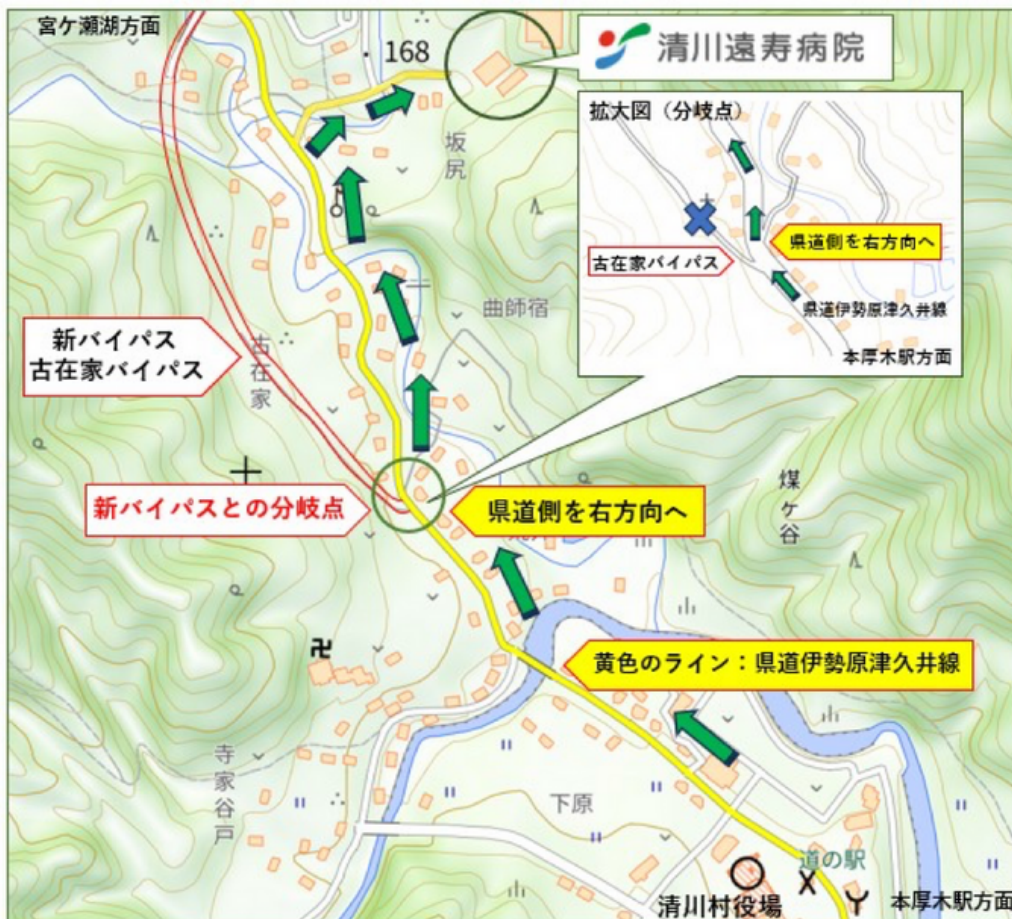 宮ケ瀬湖方面
168
清川遠寿病院
坂尻
拡大図（分岐点）
県道側を右方向へ
古在家バイパス
県道伊勢原津久井線
本厚木駅方面
曲師宿
新バイパス
古在家バイパス
古在家
新バイパスとの分岐点
県道側を右方向へ
煤ヶ谷
黄色のライン：県道伊勢原津久井線
寺家谷戸
下原
道の駅
清川村役場
本厚木駅方面